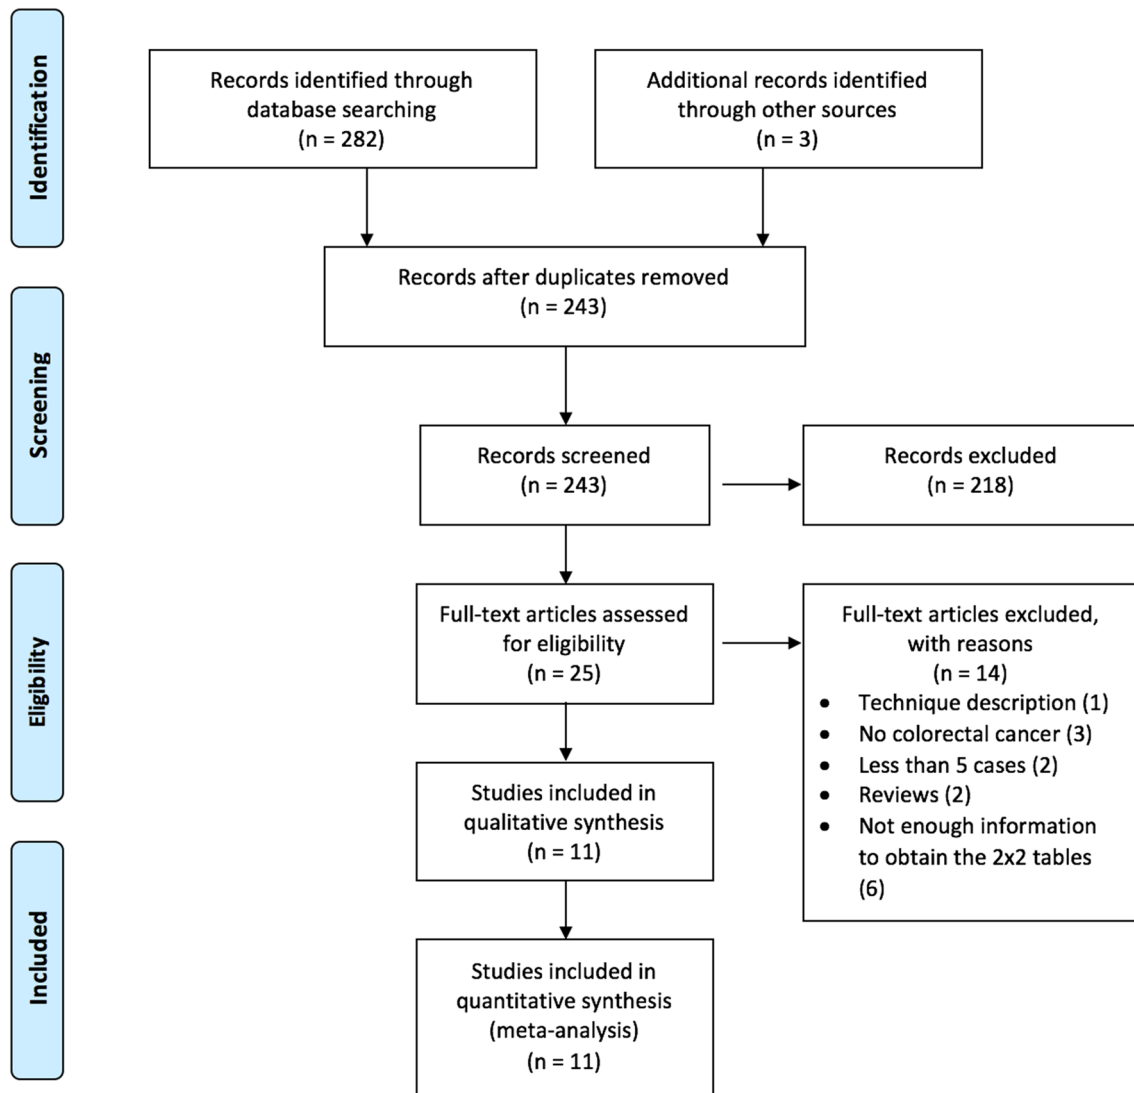 Identification
Records identified through
database searching
(n = 282)
Additional records identified
through other sources
(n = 3)
Records after duplicates removed
(n = 243)
Screening
Records screened
(n = 243)
Records excluded
(n = 218)
Eligibility
Full-text articles assessed
for eligibility
(n = 25)
Full-text articles excluded,
with reasons
(n = 14)
• Technique description (1)
• No colorectal cancer (3)
• Less than 5 cases (2)
• Reviews (2)
• Not enough information
to obtain the 2x2 tables
(6)
Studies included in
qualitative synthesis
(n = 11)
Included
Studies included in
quantitative synthesis
(meta-analysis)
(n = 11)